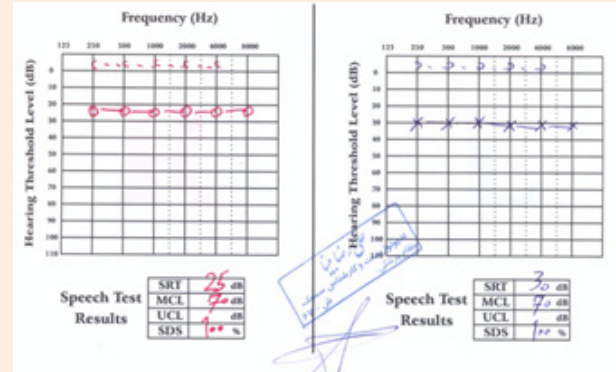 Frequency (Hz)
125 250 500 1000 2000 4000 8000
Hearing Threshold Level (dB)
0
10
20
30
40
50
60
70
80
90
100
110
Speech Test Results
SRT 25 dB
MCL 70 dB
UCL dB
SDS 100 %
Frequency (Hz)
125 250 500 1000 2000 4000 8000
Hearing Threshold Level (dB)
0
10
20
30
40
50
60
70
80
90
100
110
Speech Test Results
SRT 30 dB
MCL 70 dB
UCL dB
SDS 100 %